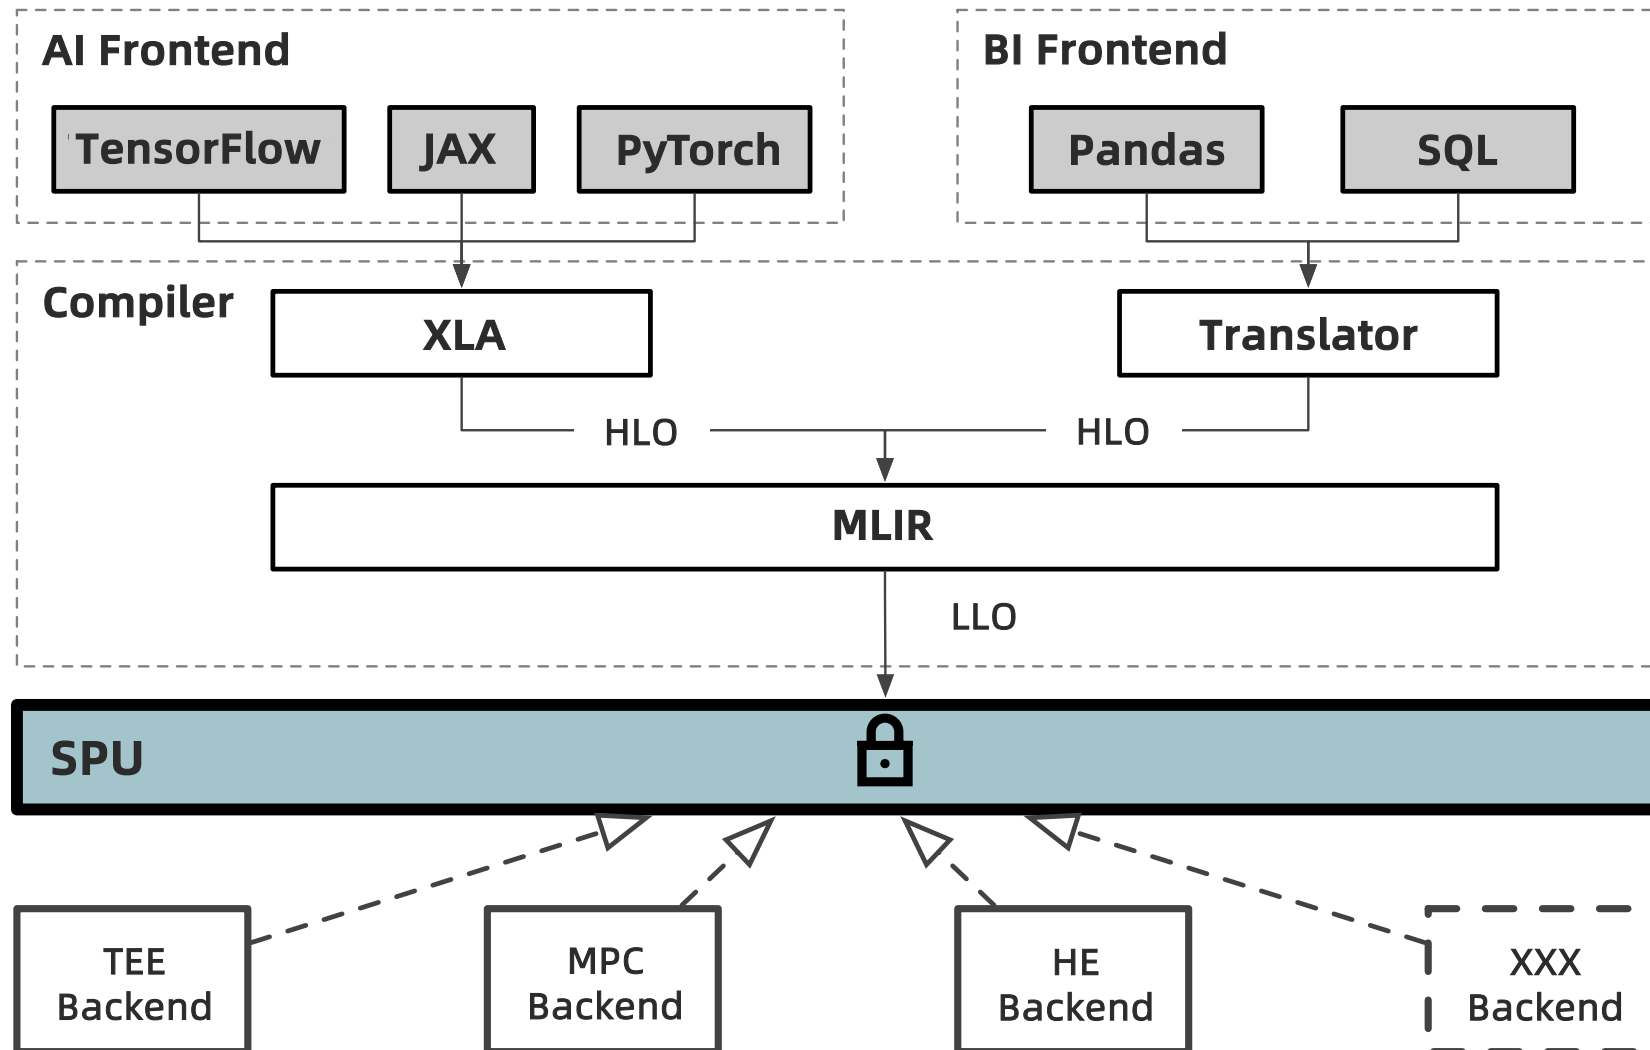 AI Frontend
BI Frontend
TensorFlow
JAX
PyTorch
Pandas
SQL
Compiler
XLA
Translator
HLO
HLO
MLIR
LLO
SPU
TEE
Backend
MPC
Backend
HE
Backend
XXX
Backend